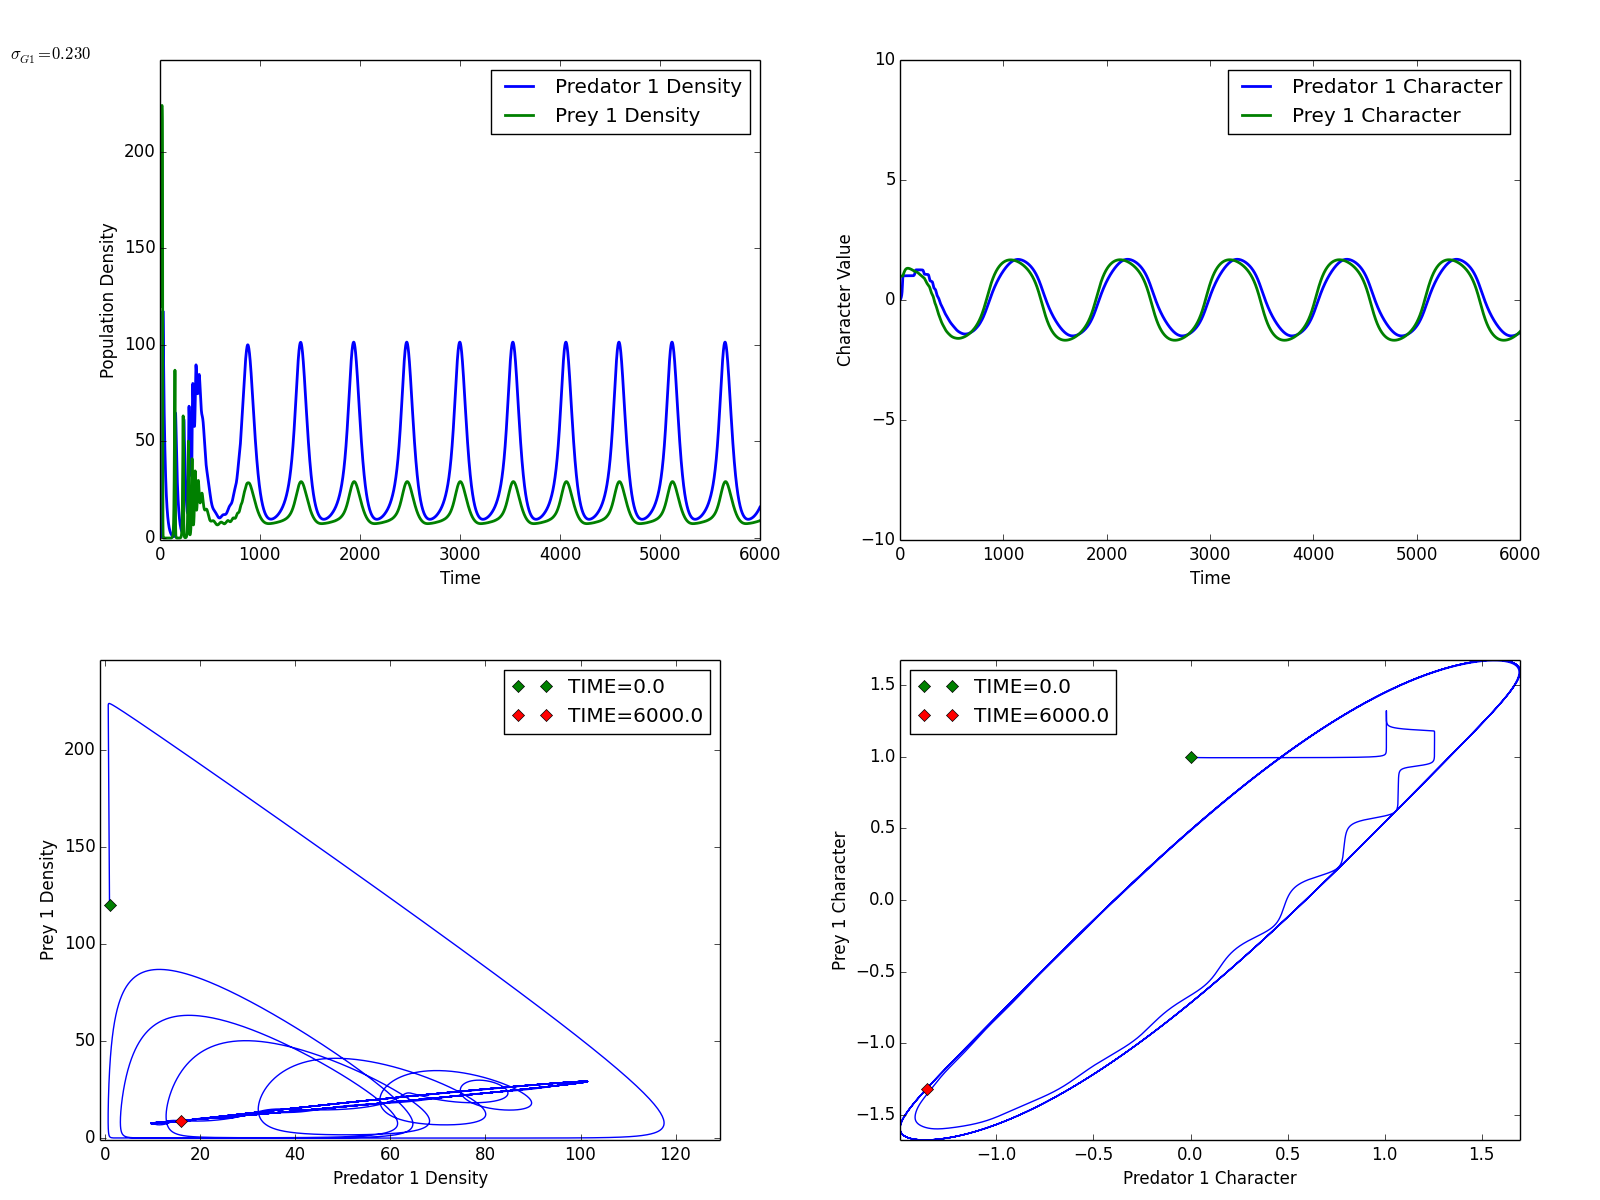 σG1=0.230
Predator 1 Density
Prey 1 Density
200
150
100
50
0
Population Density
0 1000 2000 3000 4000 5000 6000
Time
Predator 1 Character
Prey 1 Character
10
5
0
−5
−10
Character Value
0 1000 2000 3000 4000 5000 6000
Time
TIME=0.0
TIME=6000.0
200
150
100
50
0
Prey 1 Density
0 20 40 60 80 100 120
Predator 1 Density
TIME=0.0
TIME=6000.0
1.5
1.0
0.5
0.0
−0.5
−1.0
−1.5
Prey 1 Character
−1.0 −0.5 0.0 0.5 1.0 1.5
Predator 1 Character